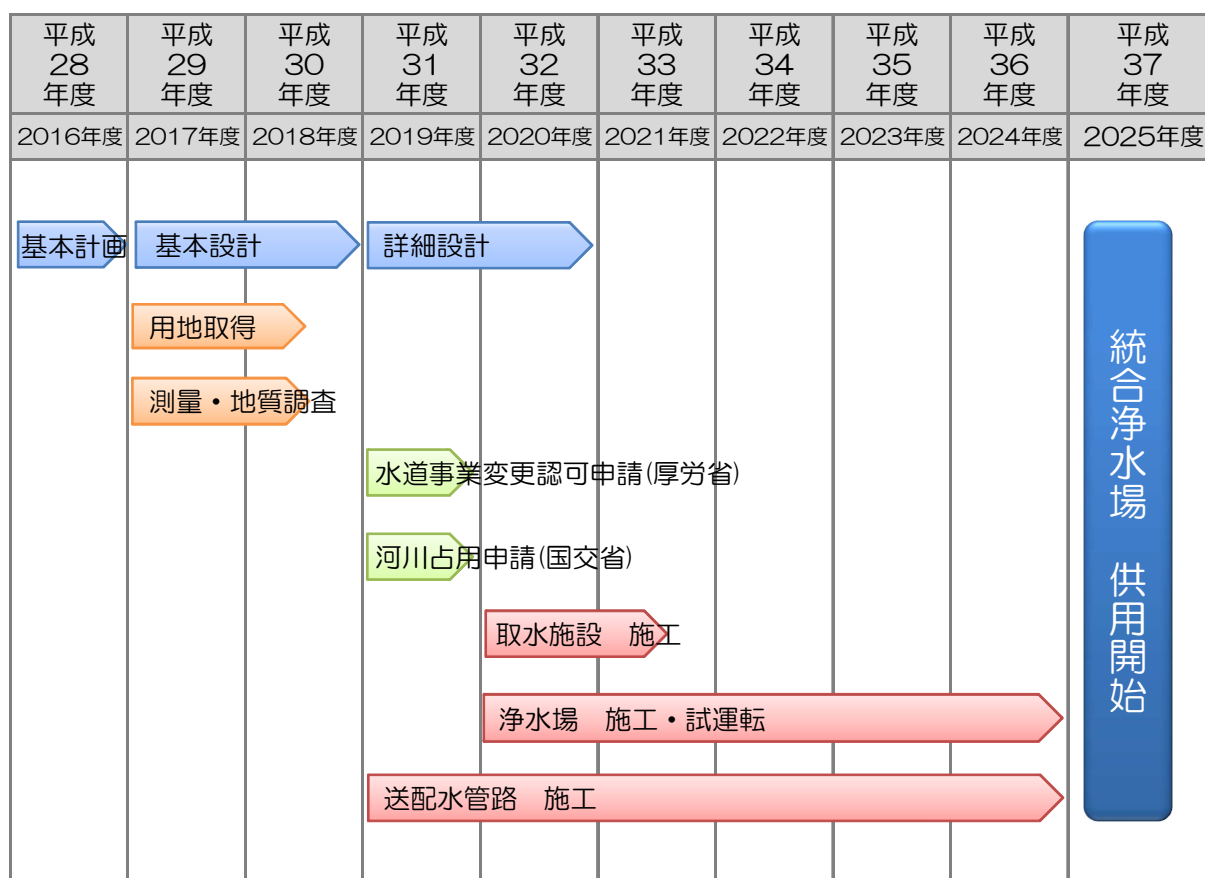 平成
28
年度
平成
29
年度
平成
30
年度
平成
31
年度
平成
32
年度
平成
33
年度
平成
34
年度
平成
35
年度
平成
36
年度
平成
37
年度
2016年度
2017年度
2018年度
2019年度
2020年度
2021年度
2022年度
2023年度
2024年度
2025年度
基本計画
基本設計
詳細設計
用地取得
測量・地質調査
水道事業変更認可申請(厚労省)
河川占用申請(国交省)
取水施設　施工
浄水場　施工・試運転
送配水管路　施工
統合浄水場　供用開始